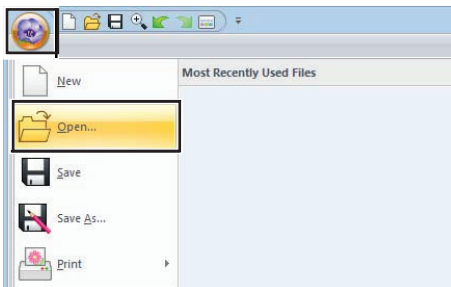 New
Most Recently Used Files
Open...
Save
Save As...
Print